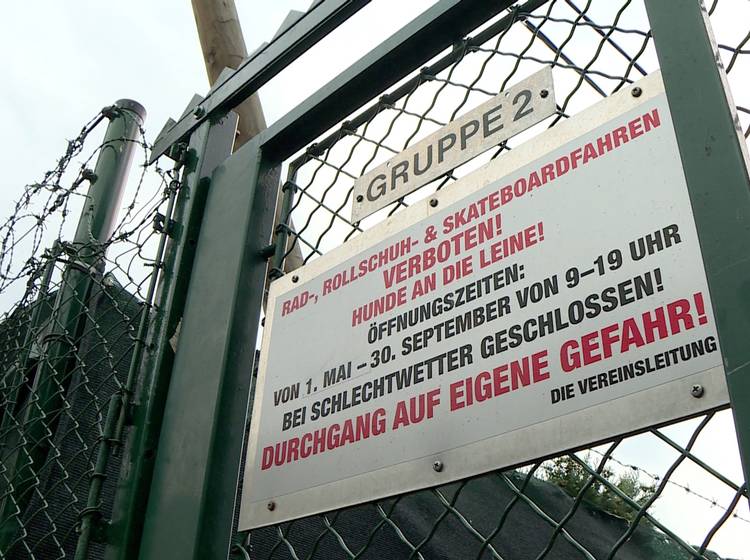 GRUPPE 2
RAD-, ROLLSCHUH- & SKATEBOARDFAHREN
VERBOTEN!
HUNDE AN DIE LEINE!
ÖFFNUNGSZEITEN:
VON 1. MAI – 30. SEPTEMBER VON 9–19 UHR
BEI SCHLECHTWETTER GESCHLOSSEN!
DURCHGANG AUF EIGENE GEFAHR!
DIE VEREINSLEITUNG